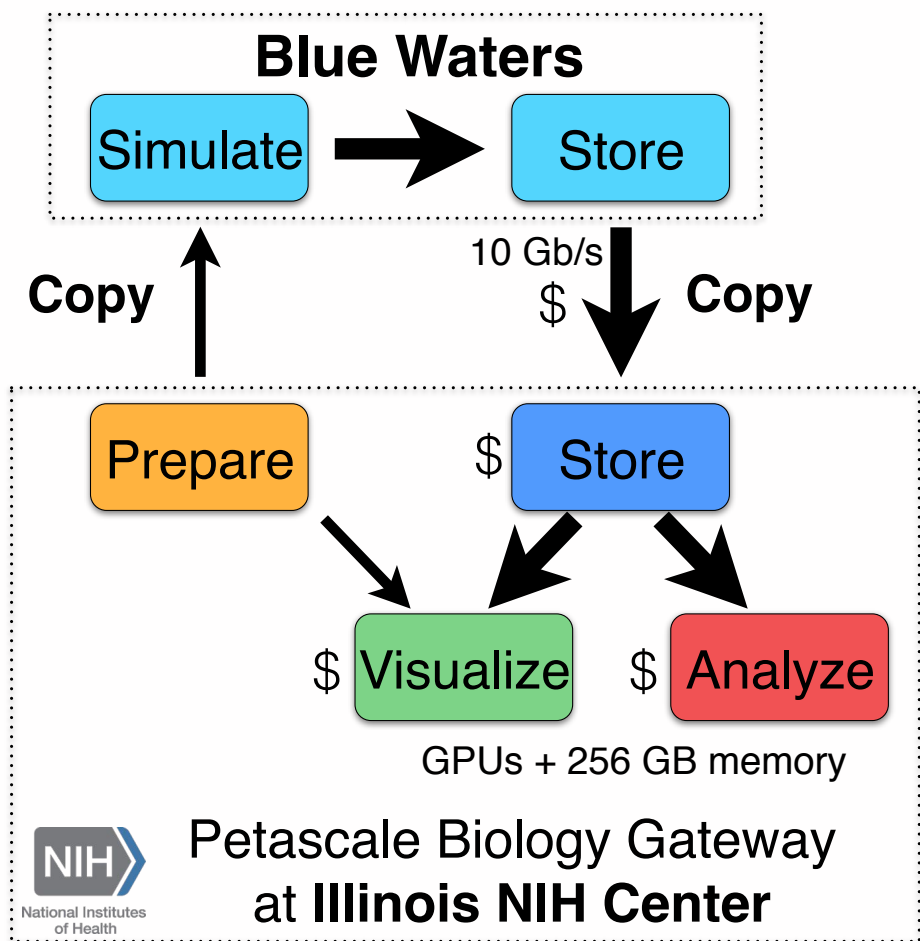 Blue Waters
Simulate
Store
10 Gb/s
$
Copy
Copy
Prepare
$
Store
$
Visualize
$
Analyze
GPUs + 256 GB memory
NIH
National Institutes
of Health
Petascale Biology Gateway
at Illinois NIH Center